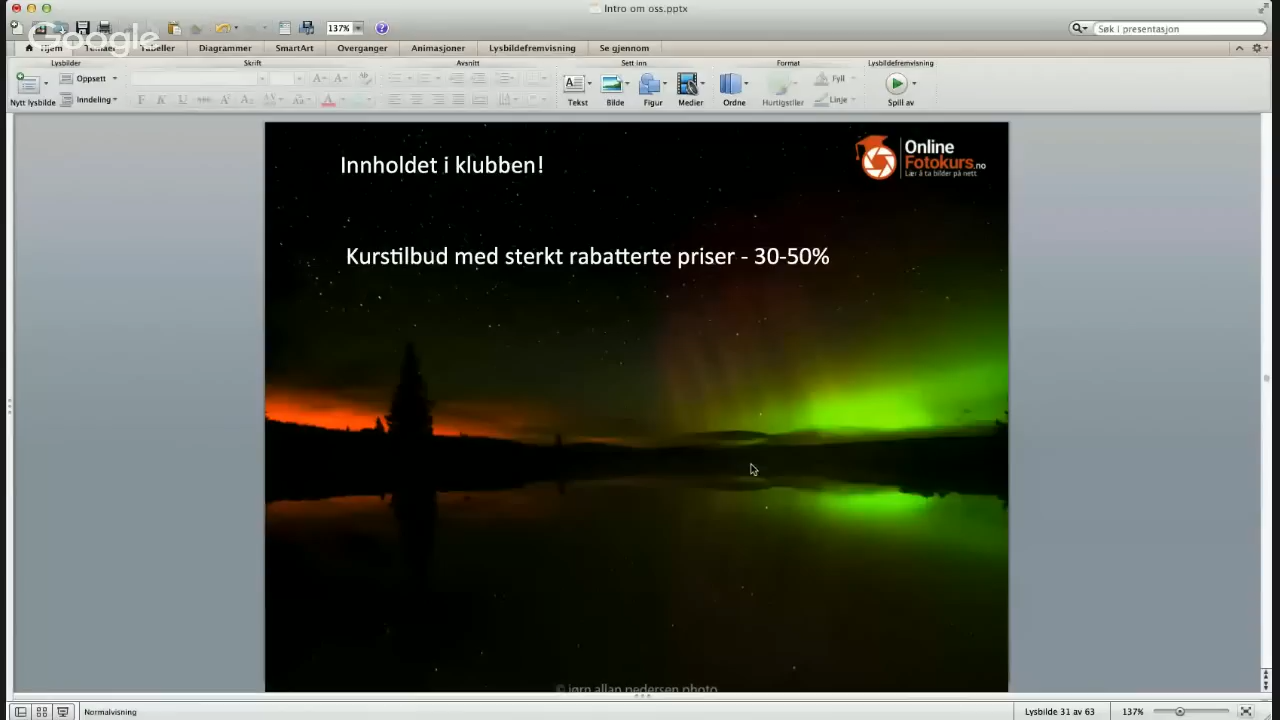 Intro om oss.pptx
137%
Søk i presentasjon
Google
Hjem Temaer Tabeller Diagrammer SmartArt Overganger Animasjoner Lysbildefremvisning Se gjennom
Lysbilder Skrift Avsnitt Sett inn Format Lysbildefremvisning
Oppsett
Fyll
Nytt lysbilde Inndeling
Tekst Bilde Figur Medier Ordne Hurtigstiler Linje Spill av
Innholdet i klubben!
Online
Fotokurs.no
Lær å ta bilder på nett
Kurstilbud med sterkt rabatterte priser - 30-50%
© jørn allan pedersen photo
Normalvisning
Lysbilde 31 av 63
137%